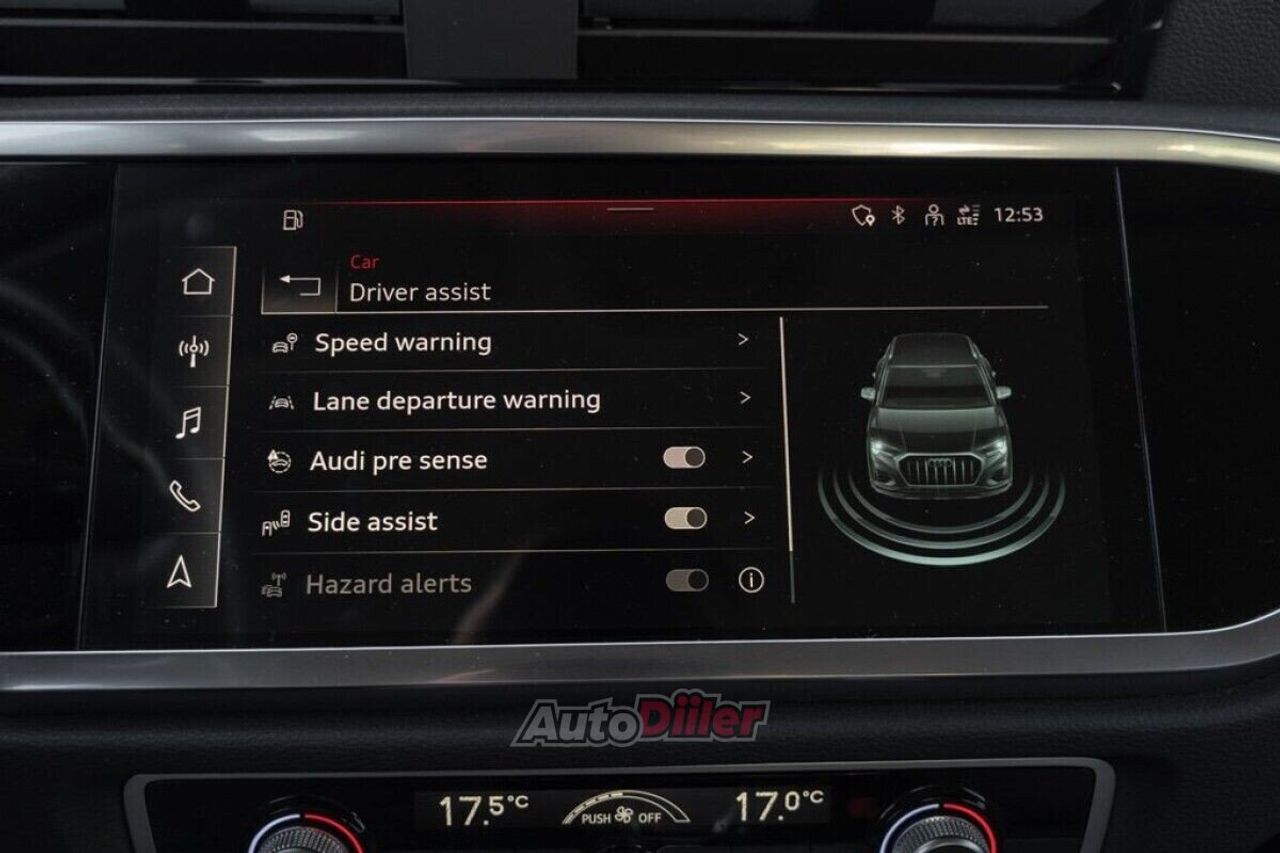 LTE
12:53
Car
Driver assist
Speed warning
Lane departure warning
Audi pre sense
Side assist
Hazard alerts
AutoDiiler
17.5°C
PUSH OFF
17.0°C